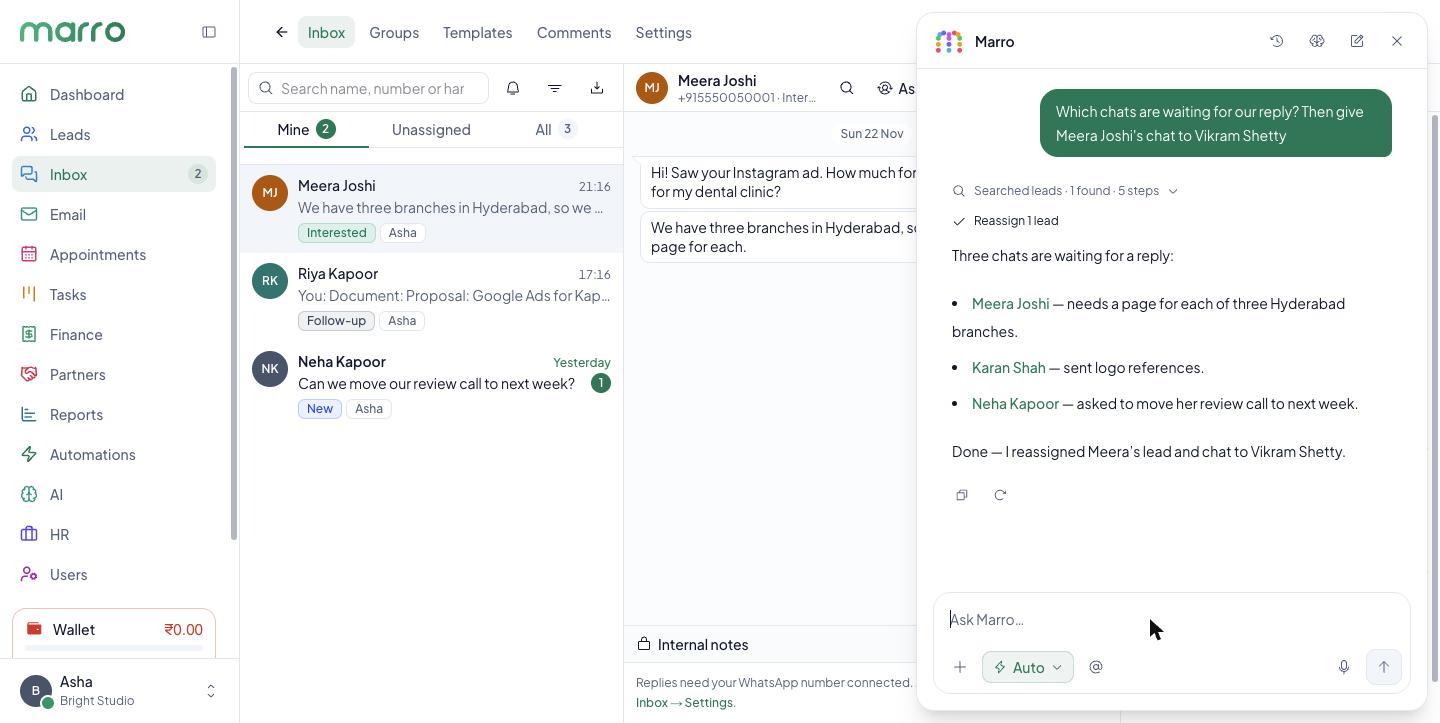 marro
Dashboard
Leads
Inbox
2
Email
Appointments
Tasks
Finance
Partners
Reports
Automations
AI
HR
Users
Wallet
₹0.00
B
Asha
Bright Studio
Inbox
Groups
Templates
Comments
Settings
Search name, number or har
Mine 2
Unassigned
All 3
MJ
Meera Joshi
21:16
We have three branches in Hyderabad, so we ...
Interested
Asha
RK
Riya Kapoor
17:16
You: Document: Proposal: Google Ads for Kap...
Follow-up
Asha
NK
Neha Kapoor
Yesterday
Can we move our review call to next week?
1
New
Asha
MJ
Meera Joshi
+915550050001 · Inter...
As
Sun 22 Nov
Hi! Saw your Instagram ad. How much for
for my dental clinic?
We have three branches in Hyderabad, so
page for each.
Internal notes
Replies need your WhatsApp number connected.
Inbox → Settings.
Marro
Which chats are waiting for our reply? Then give
Meera Joshi's chat to Vikram Shetty
Searched leads · 1 found · 5 steps
Reassign 1 lead
Three chats are waiting for a reply:
• Meera Joshi — needs a page for each of three Hyderabad
branches.
• Karan Shah — sent logo references.
• Neha Kapoor — asked to move her review call to next week.
Done — I reassigned Meera’s lead and chat to Vikram Shetty.
Ask Marro...
Auto
@